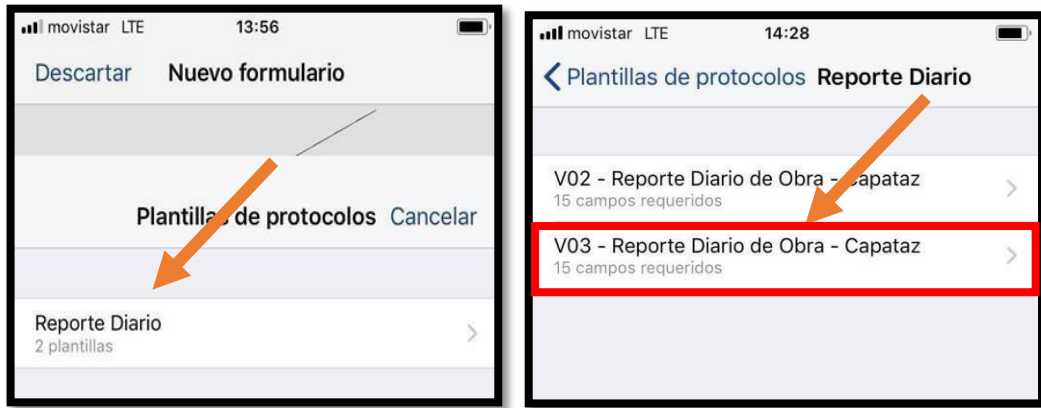 movistar LTE 13:56
Descartar Nuevo formulario
Plantillas de protocolos Cancelar
Reporte Diario
2 plantillas
movistar LTE 14:28
Plantillas de protocolos Reporte Diario
V02 - Reporte Diario de Obra - Capataz
15 campos requeridos
V03 - Reporte Diario de Obra - Capataz
15 campos requeridos